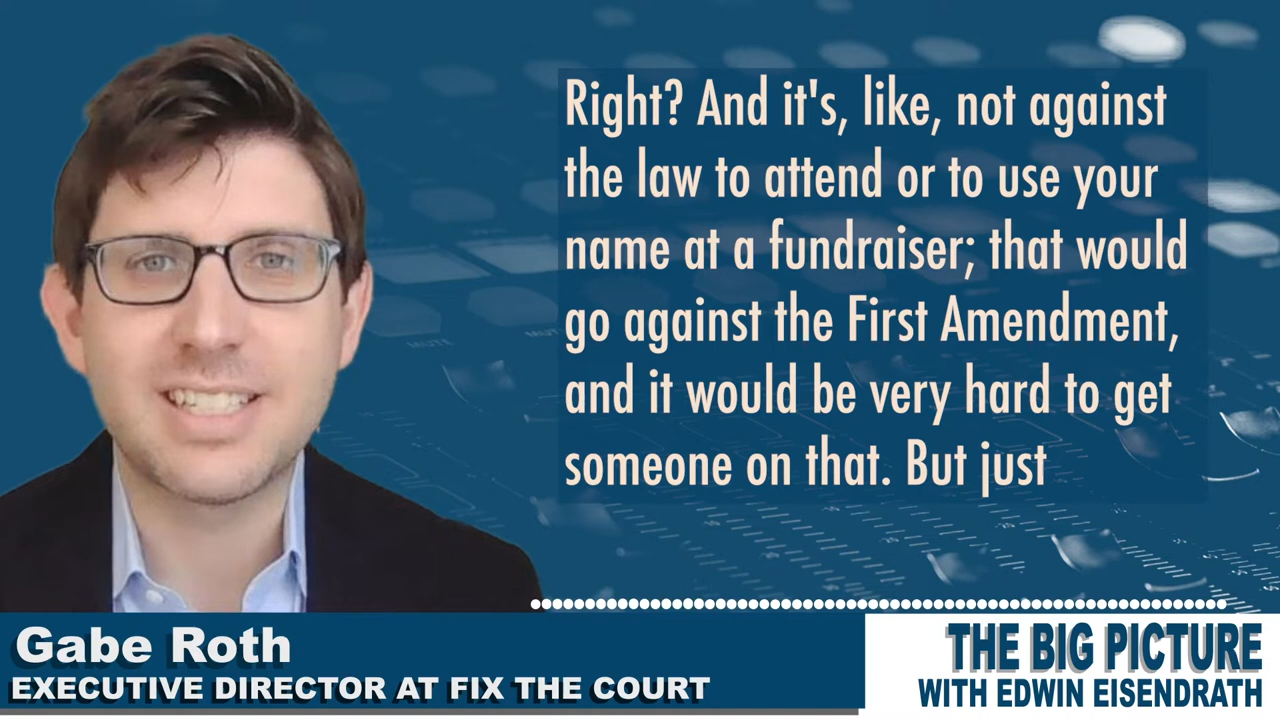 Right? And it's, like, not against
the law to attend or to use your
name at a fundraiser; that would
go against the First Amendment,
and it would be very hard to get
someone on that. But just
Gabe Roth
EXECUTIVE DIRECTOR AT FIX THE COURT
THE BIG PICTURE
WITH EDWIN EISENDRATH